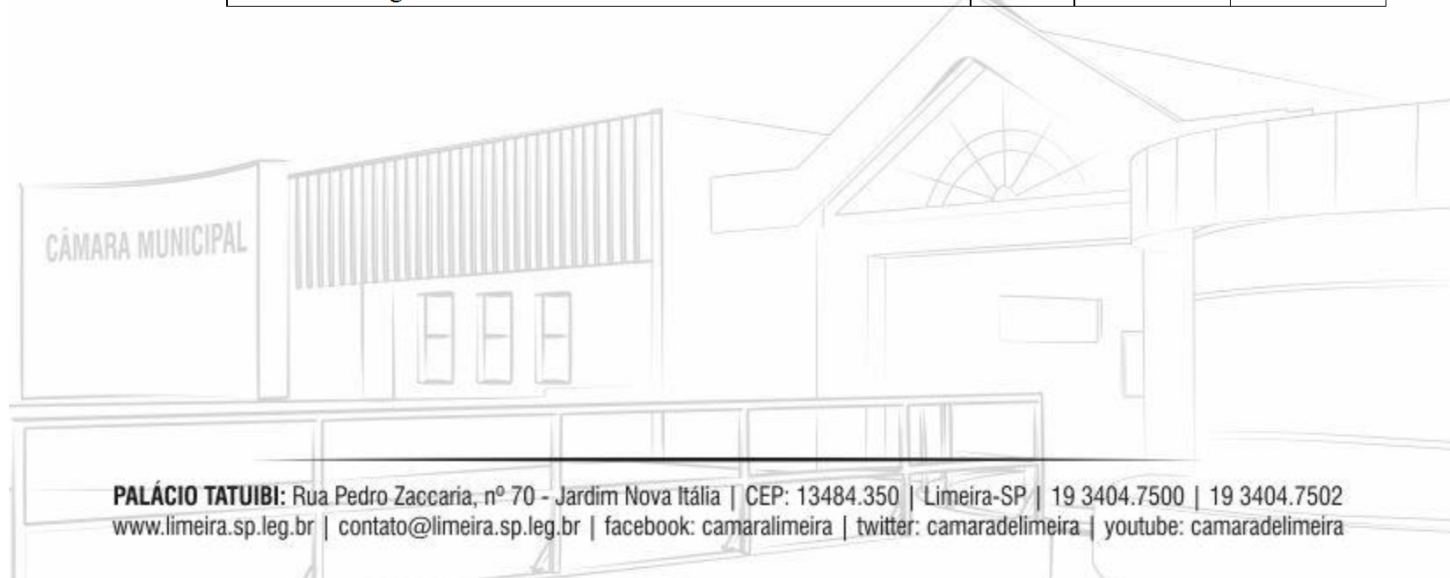 CÂMARA MUNICIPAL
PALÁCIO TATUIBI: Rua Pedro Zaccaria, nº 70 - Jardim Nova Itália | CEP: 13484.350 | Limeira-SP | 19 3404.7500 | 19 3404.7502
www.limeira.sp.leg.br | contato@limeira.sp.leg.br | facebook: camaralimeira | twitter: camaradelimeira | youtube: camaradelimeira